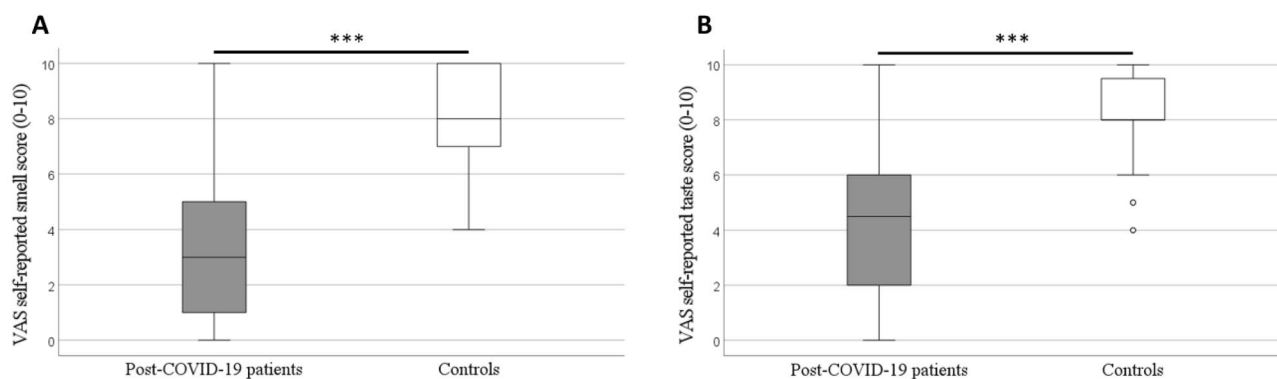 A
***
VAS self-reported smell score (0-10)
10
8
6
4
2
0
Post-COVID-19 patients
Controls
B
***
VAS self-reported taste score (0-10)
10
8
6
4
2
0
Post-COVID-19 patients
Controls